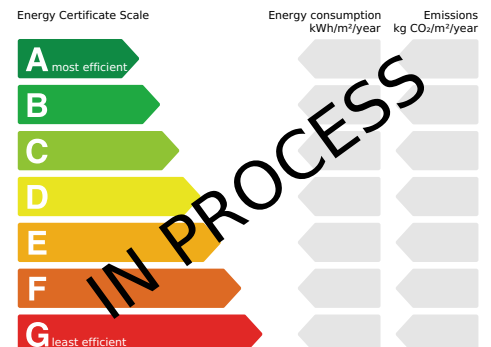 Energy Certificate Scale
Energy consumption
kWh/m²/year
Emissions
kg CO₂/m²/year
A most efficient
B
C
D
E
F
G least efficient
IN PROCESS